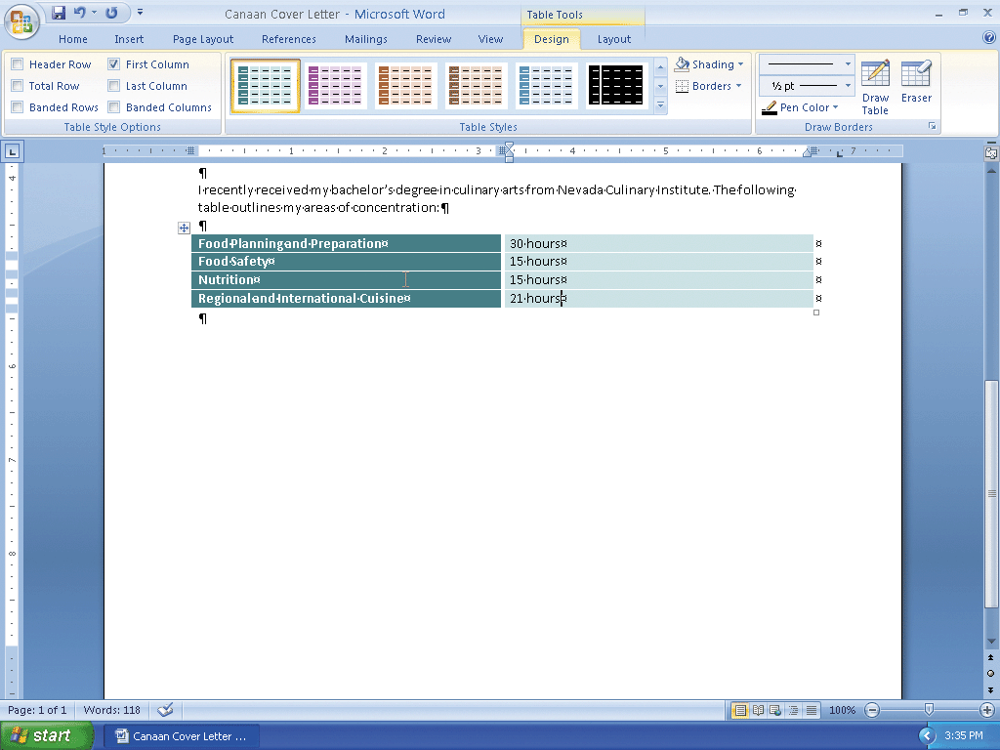 Canaan Cover Letter - Microsoft Word
Table Tools
Home Insert Page Layout References Mailings Review View Design Layout
Header Row First Column
Total Row Last Column
Banded Rows Banded Columns
Table Style Options
Table Styles
Shading
Borders
½ pt
Pen Color
Draw Table
Eraser
Draw Borders
1 1 2 3 4 5 6 7
4
6
7
8
¶
I·recently·received·my·bachelor's·degree·in·culinary·arts·from·Nevada·Culinary·Institute.·The·following·
table·outlines·my·areas·of·concentration:¶
¶
Food·Planning·and·Preparation¤ 30·hours¤ ¤
Food·Safety¤ 15·hours¤ ¤
Nutrition¤ 15·hours¤ ¤
Regional·and·International·Cuisine¤ 21·hours¤ ¤
¶
Page: 1 of 1 Words: 118 100%
start Canaan Cover Letter ... 3:35 PM